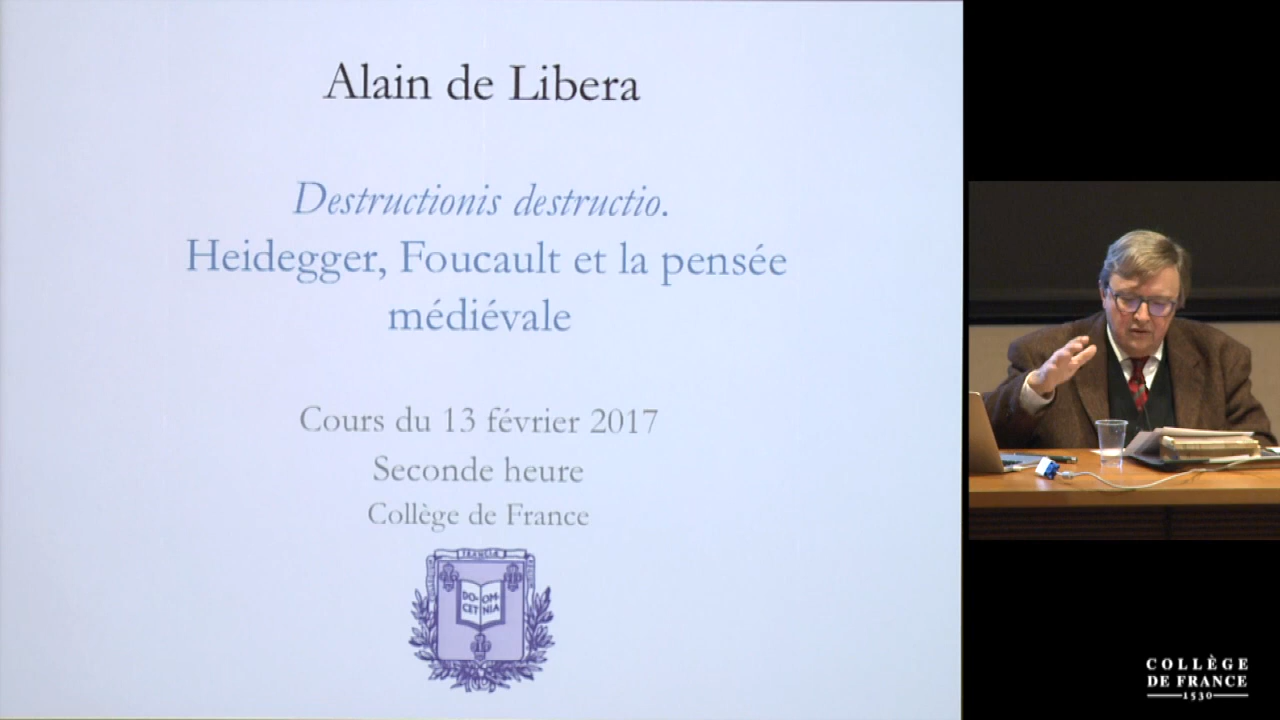 Alain de Libera
Destructionis destructio.
Heidegger, Foucault et la pensée
médiévale
Cours du 13 février 2017
Seconde heure
Collège de France
DO- OM-
CET NIA
COLLÈGE
DE FRANCE
1530